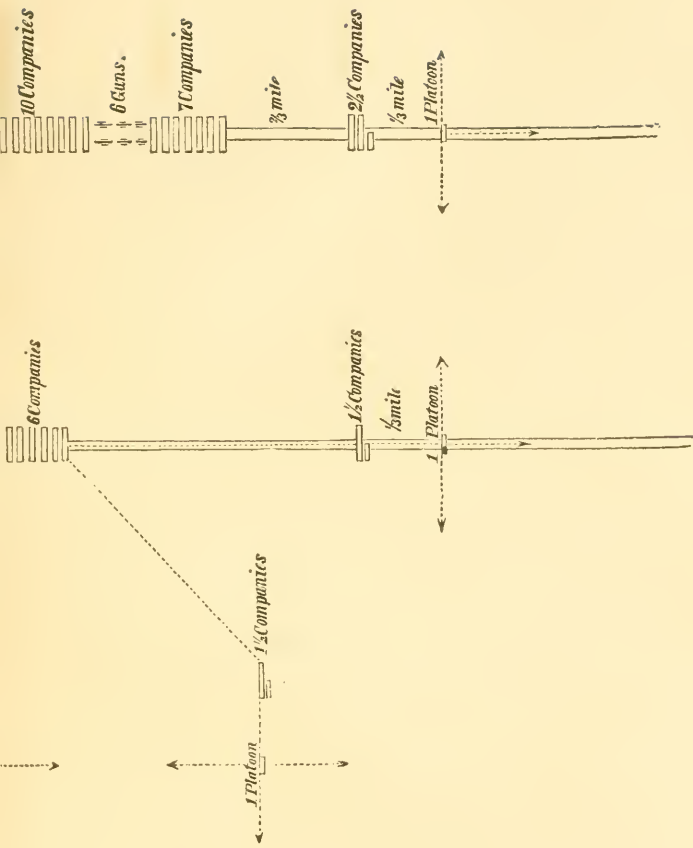 10 Companies
6 Guns.
7 Companies
⅔ mile
2½ Companies
⅓ mile
1 Platoon
6 Companies
1½ Companies
⅓ mile
1 Platoon
1½ Companies
1 Platoon